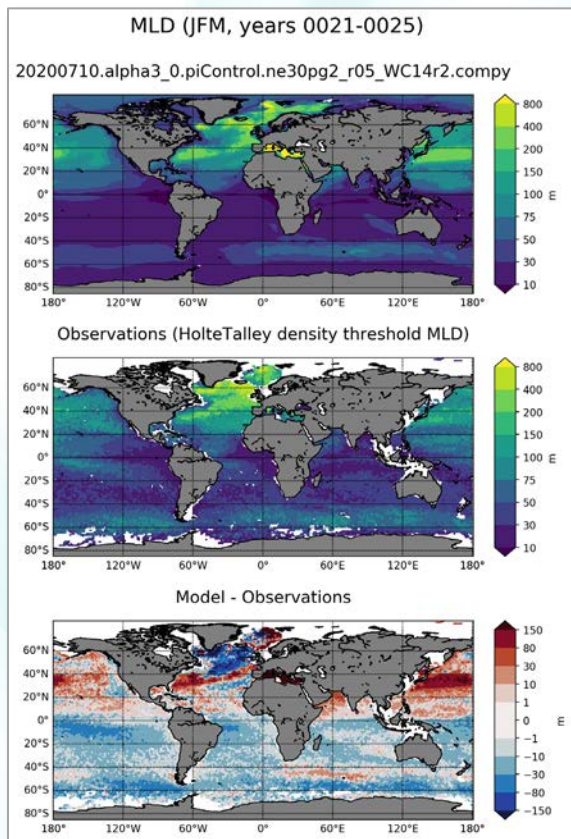 MLD (JFM, years 0021-0025)
20200710.alpha3_0.piControl.ne30pg2_r05_WC14r2.compy
60°N
40°N
20°N
0°
20°S
40°S
60°S
80°S
180° 120°W 60°W 0° 60°E 120°E 180°
800
400
200
150
100
75
50
30
10
m
Observations (HolteTalley density threshold MLD)
60°N
40°N
20°N
0°
20°S
40°S
60°S
80°S
180° 120°W 60°W 0° 60°E 120°E 180°
800
400
200
150
100
75
50
30
10
m
Model - Observations
60°N
40°N
20°N
0°
20°S
40°S
60°S
80°S
180° 120°W 60°W 0° 60°E 120°E 180°
150
80
30
10
1
0
−1
−10
−30
−80
−150
m